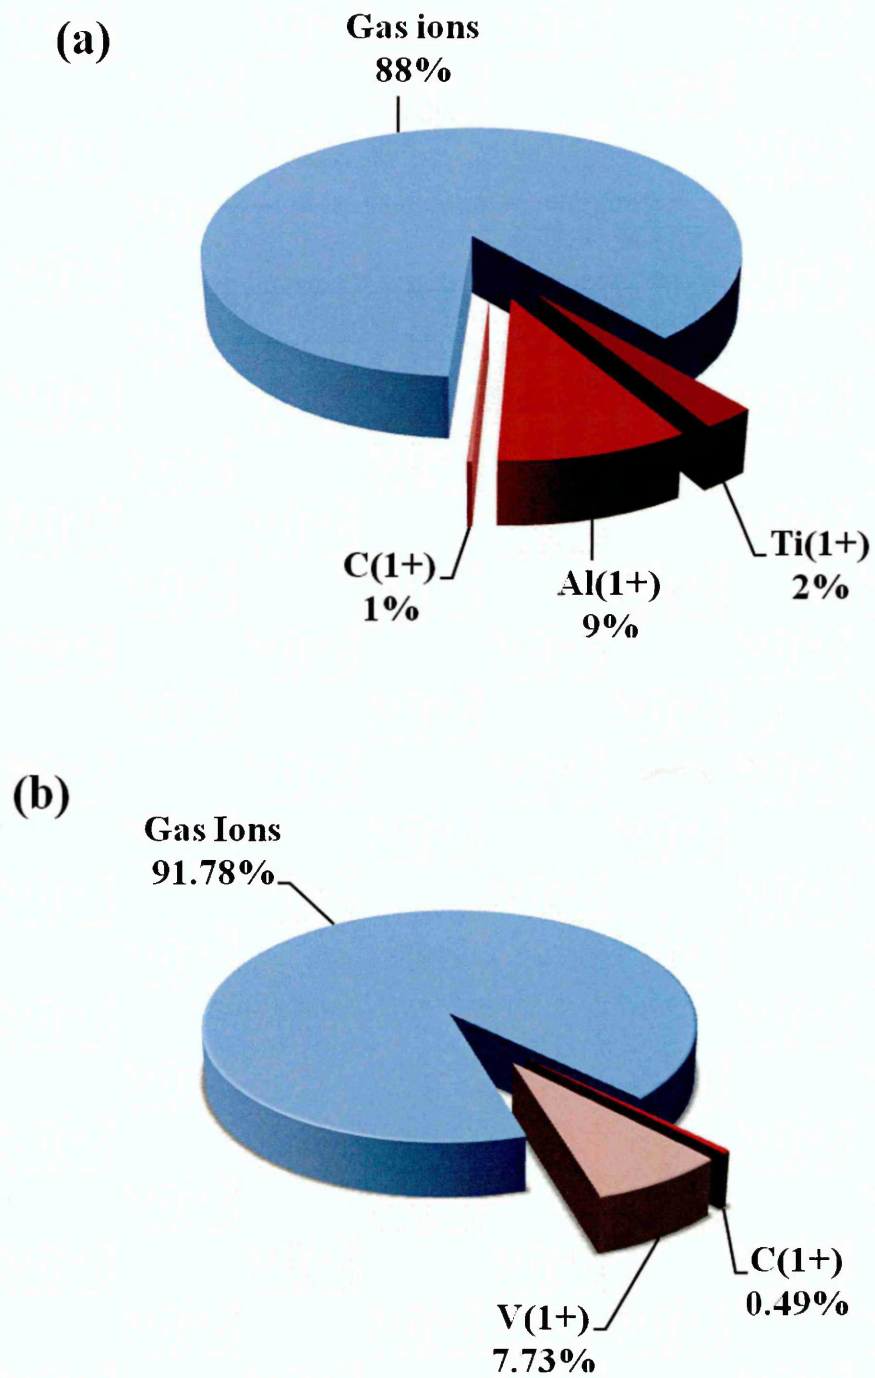 (a)
Gas ions
88%
C(1+)
1%
Al(1+)
9%
Ti(1+)
2%
(b)
Gas Ions
91.78%
V(1+)
7.73%
C(1+)
0.49%